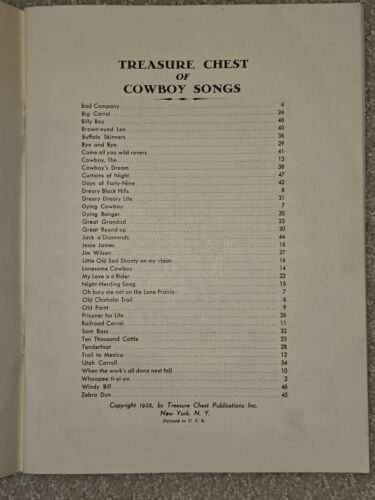 TREASURE CHEST
OF
COWBOY SONGS
Bad Company 4
Big Corral 24
Billy Boy 48
Brown-eyed Lee 40
Buffalo Skinners 36
Bye and Bye 29
Come all you wild rovers 41
Cowboy, The 13
Cowboy's Dream 38
Curtains of Night 47
Days of Forty-Nine 42
Dreary Black Hills 8
Dreary Dreary Life 31
Dying Cowboy 7
Dying Ranger 20
Great Grandad 23
Great Round-up 30
Jack o'Diamonds 44
Jesse James 18
Jim Wilson 27
Little Old Sod Shanty on my claim 16
Lonesome Cowboy 14
My Love is a Rider 22
Night-Herding Song 15
Oh bury me not on the Lone Prairie 7
Old Chisholm Trail 6
Old Paint 9
Prisoner for Life 26
Railroad Corral 11
Sam Bass 32
Ten Thousand Cattle 25
Tenderfoot 28
Trail to Mexico 12
Utah Carroll 34
When the work's all done next fall 10
Whoopee ti-yi-yo 2
Windy Bill 46
Zebra Dun 45
Copyright 1935, by Treasure Chest Publications Inc.
New York, N. Y.
Printed in U. S. A.